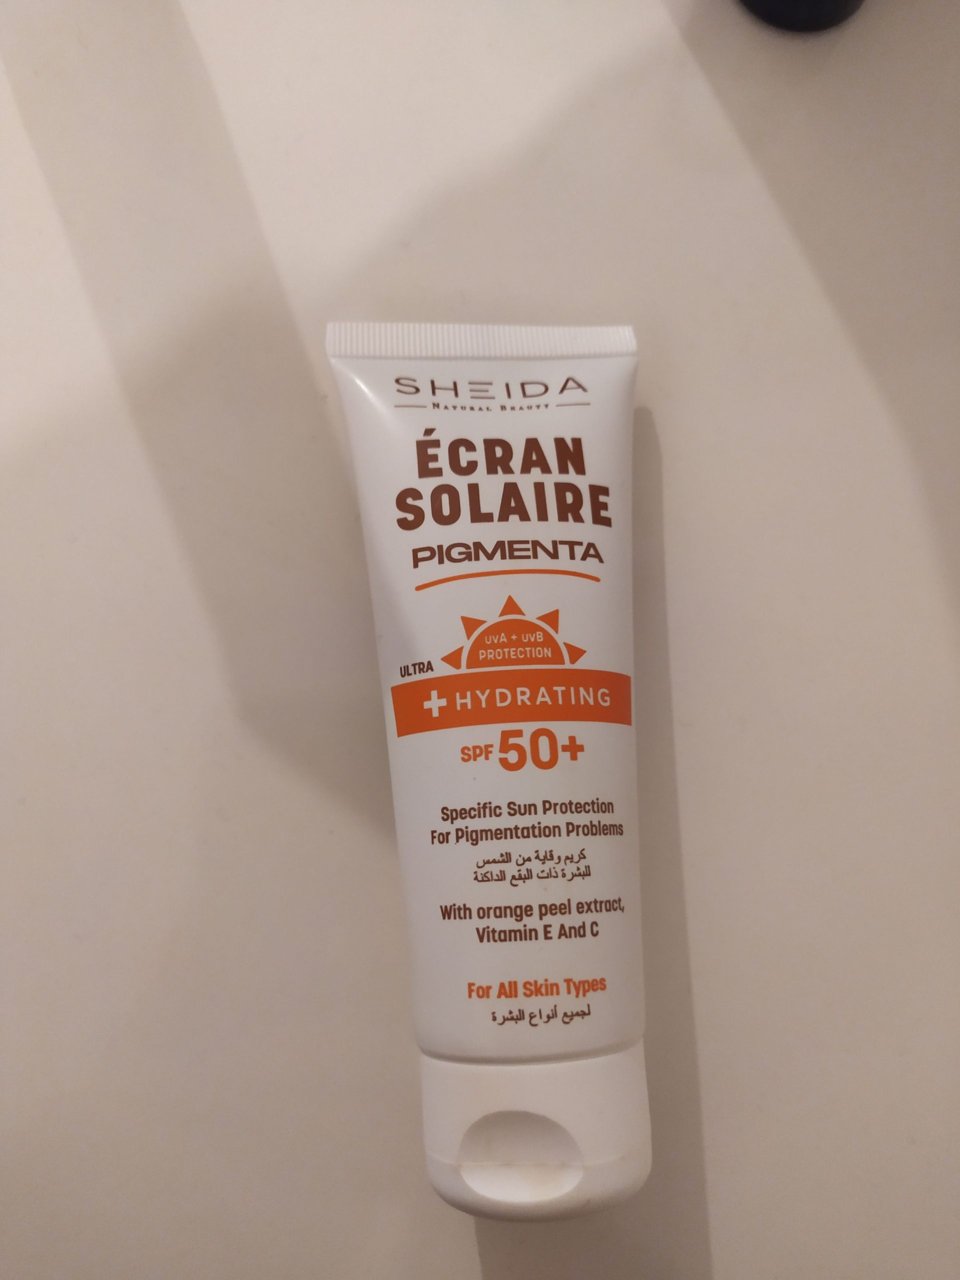 SHEIDA
NATURAL BEAUTY
ÉCRAN
SOLAIRE
PIGMENTA
UVA + UVB
PROTECTION
ULTRA
+ HYDRATING
SPF 50+
Specific Sun Protection
For Pigmentation Problems
كريم وقاية من الشمس
للبشرة ذات البقع الداكنة
With orange peel extract,
Vitamin E And C
For All Skin Types
لجميع أنواع البشرة